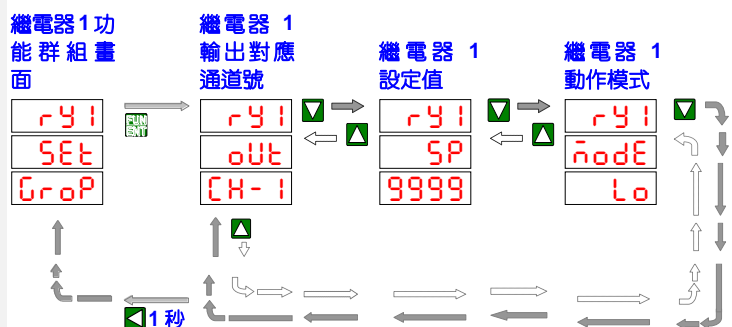 繼電器1功
能群組畫
面
繼電器 1
輸出對應
通道號
繼電器 1
設定值
繼電器 1
動作模式
rY1
SEt
GroP
FUN
ENT
rY1
oUt
CH-1
rY1
SP
9999
rY1
modE
Lo
1 秒